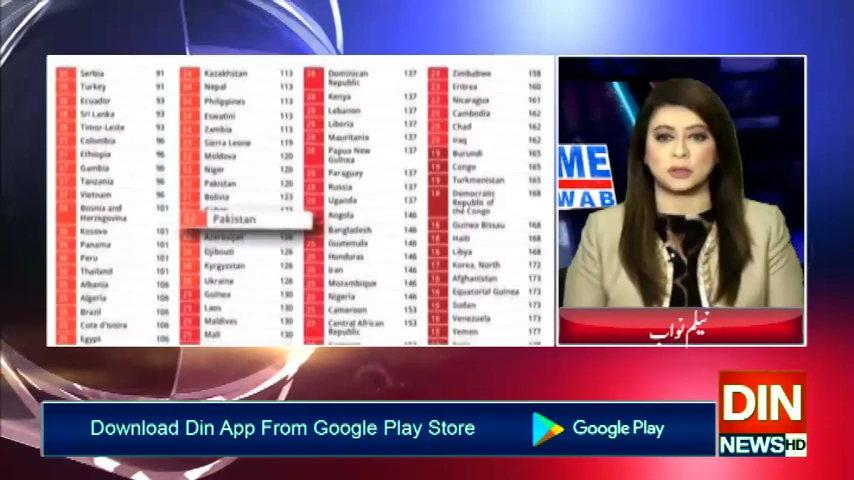 35 Serbia 91
35 Turkey 91
Ecuador 93
Sri Lanka 93
Timor-Leste 93
Colombia 96
Ethipia 96
Gambia 96
Tanzania 96
Vietnam 96
Bosnia and Herzegovina 101
Kosovo 101
Panama 101
Peru 101
Thailand 101
Albania 106
Algeria 106
Brazil 106
Cote d'Ivoire 106
Egypt 106
Kazakhstan 113
Nepal 113
Philippines 113
Eswatini 113
Zambia 113
Sierra Leone 119
Moldova 120
Niger 120
Pakistan 120
Bolivia 123
Pakistan
Azerbaijan 126
Djibouti 126
Kyrgyzstan 126
Ukraine 126
Guinea 130
Laos 130
Maldives 130
Mali 130
Dominican Republic 137
Kenya 137
Lebanon 137
Liberia 137
Mauritania 137
Papua New Guinea 137
Paraguay 137
Russia 137
Uganda 137
Angola 146
Bangladesh 146
Guatemala 146
Honduras 146
Iran 146
Mozambique 146
Nigeria 146
Cameroon 153
Central African Republic 153
Zimbabwe 158
Eritrea 160
Nicaragua 161
Cambodia 162
Chad 162
Iraq 162
Burundi 165
Congo 165
Turkmenistan 165
Democratic Republic of the Congo 168
Guinea Bissau 168
Haiti 168
Libya 168
Korea, North 172
Afghanistan 173
Equatorial Guinea 173
Sudan 173
Venezuela 173
Yemen 177
ME
WAB
نیلم نواب
Download Din App From Google Play Store
Google Play
DIN
NEWS HD